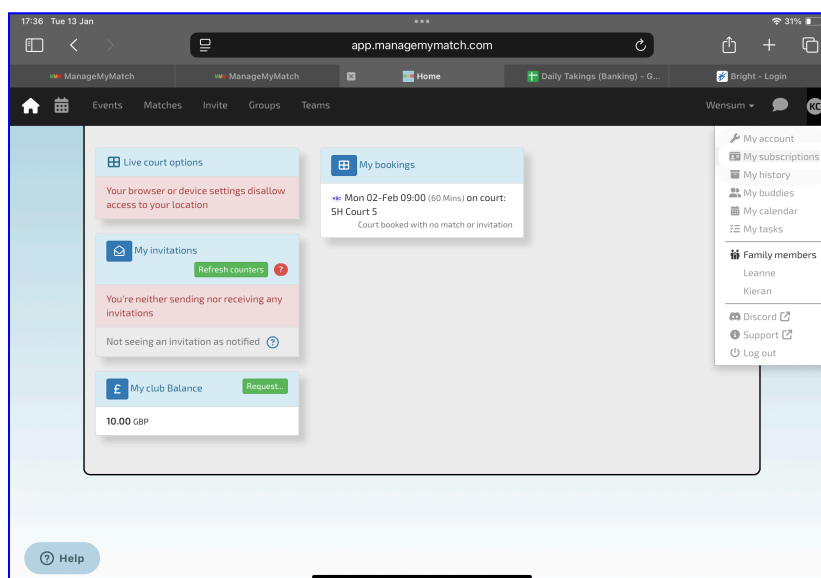 17:36 Tue 13 Jan
31%
app.managemymatch.com
ManageMyMatch
ManageMyMatch
Home
Daily Takings (Banking) - G...
Bright - Login
Events Matches Invite Groups Teams
Wensum
KC
Live court options
Your browser or device settings disallow
access to your location
My invitations
Refresh counters ?
You're neither sending nor receiving any
invitations
Not seeing an invitation as notified ?
£ My club Balance
Request...
10.00 GBP
My bookings
Mon 02-Feb 09:00 (60 Mins) on court:
SH Court 5
Court booked with no match or invitation
My account
My subscriptions
My history
My buddies
My calendar
My tasks
Family members
Leanne
Kieran
Discord
Support
Log out
? Help